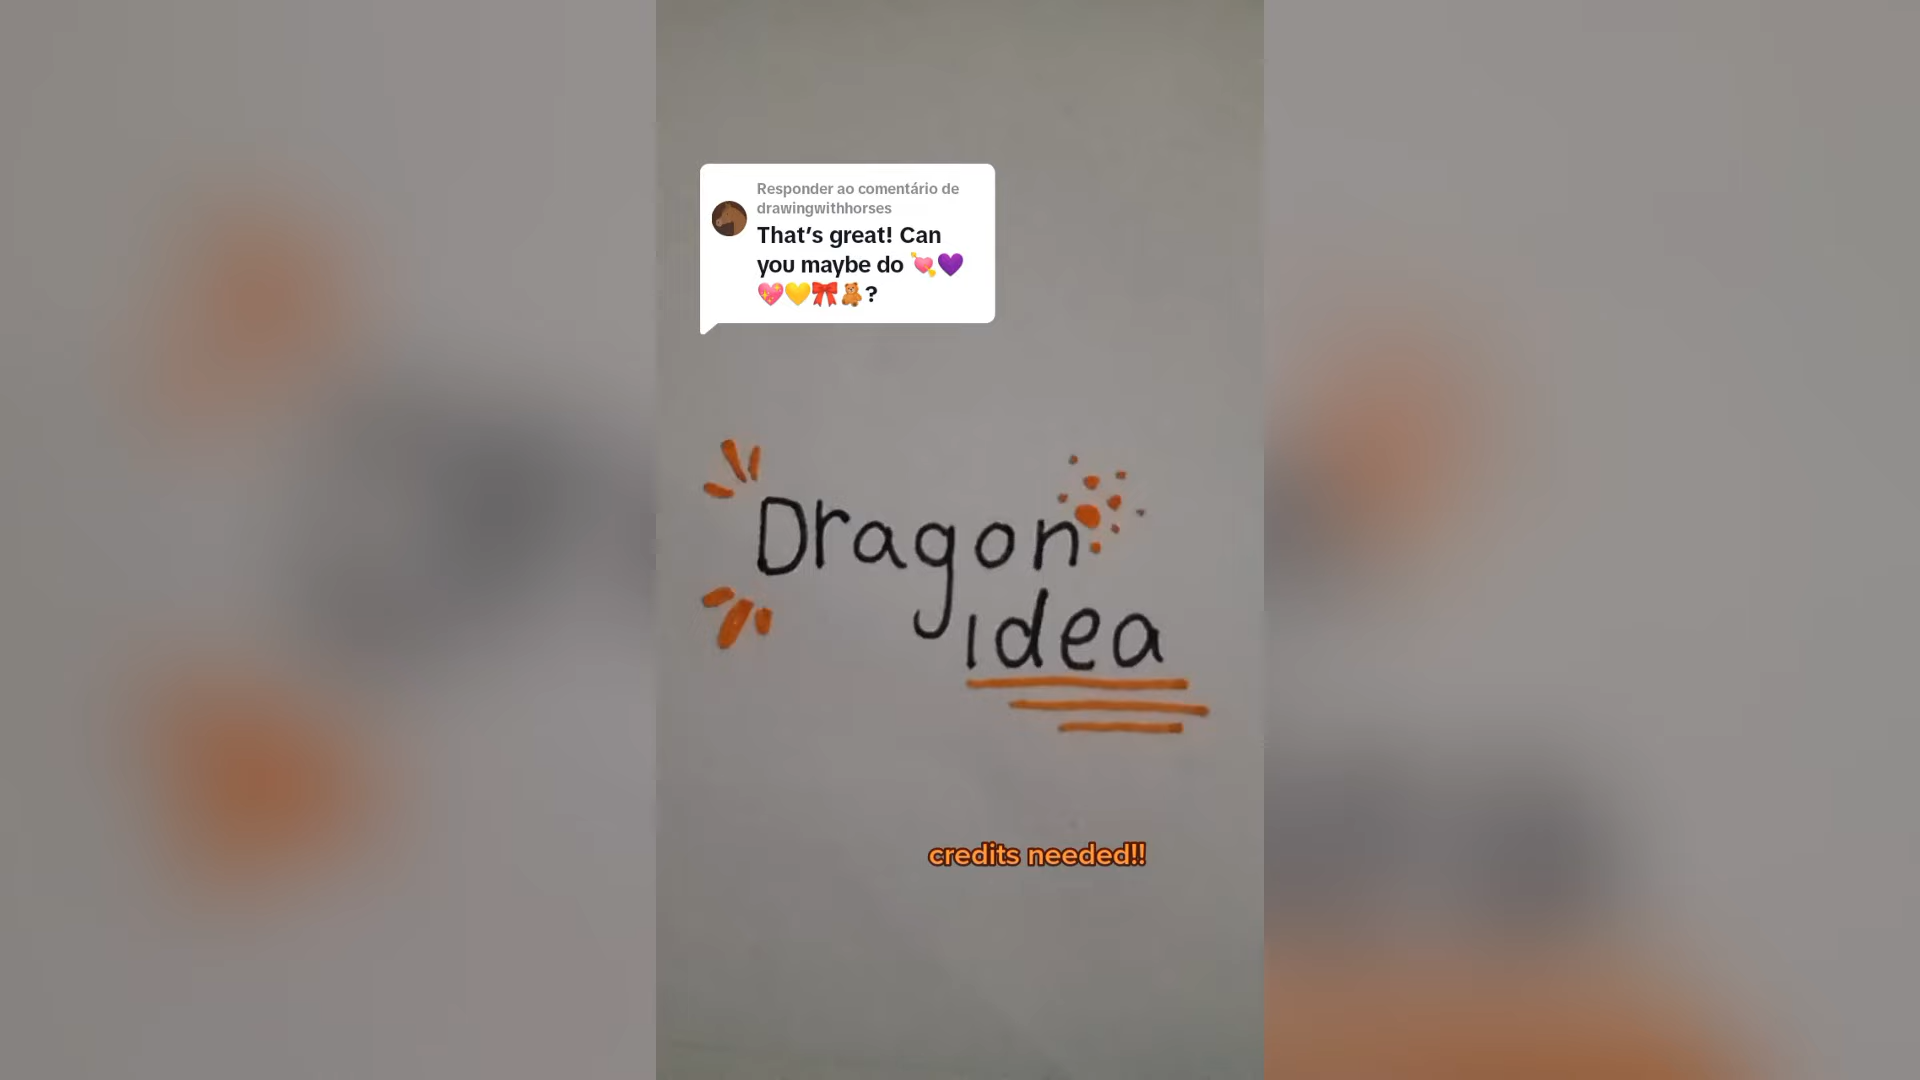 Responder ao comentário de
drawingwithhorses
That’s great! Can
you maybe do 💘💜
💖💛🎀🧸?
Dragon
idea
credits needed!!